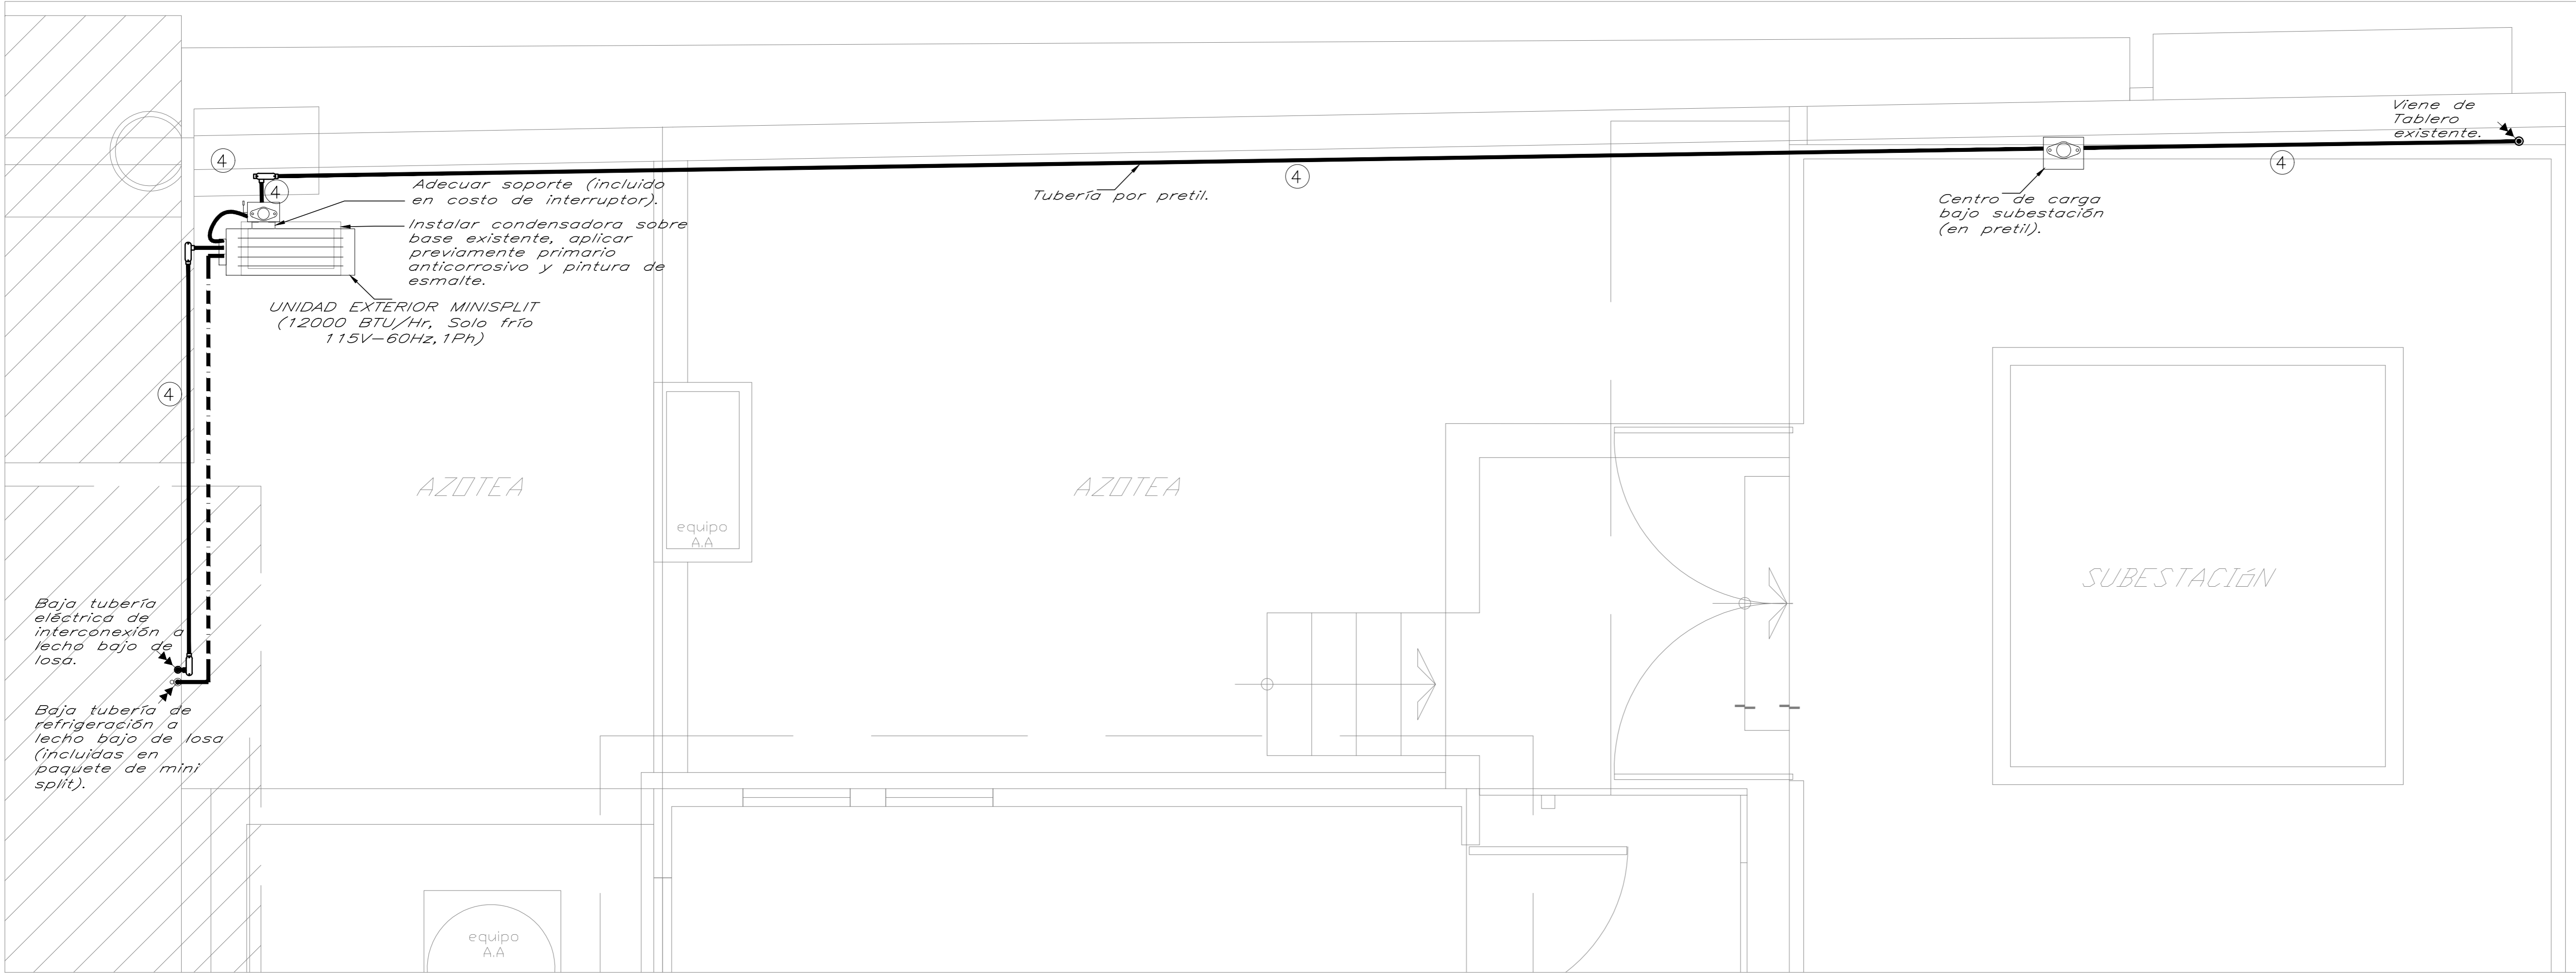 Viene de
Tablero
existente.
4
4
4
4
4
Adecuar soporte (incluido
en costo de interruptor).
Tubería por pretil.
Centro de carga
bajo subestación
(en pretil).
Instalar condensadora sobre
base existente, aplicar
previamente primario
anticorrosivo y pintura de
esmalte.
UNIDAD EXTERIOR MINISPLIT
(12000 BTU/Hr, Solo frío
115V-60Hz, 1Ph)
AZOTEA
AZOTEA
equipo
A.A
SUBESTACIóN
Baja tubería
eléctrica de
interconexión a
lecho bajo de
losa.
Baja tubería de
refrigeración a
lecho bajo de losa
(incluidas en
paquete de mini
split).
equipo
A.A